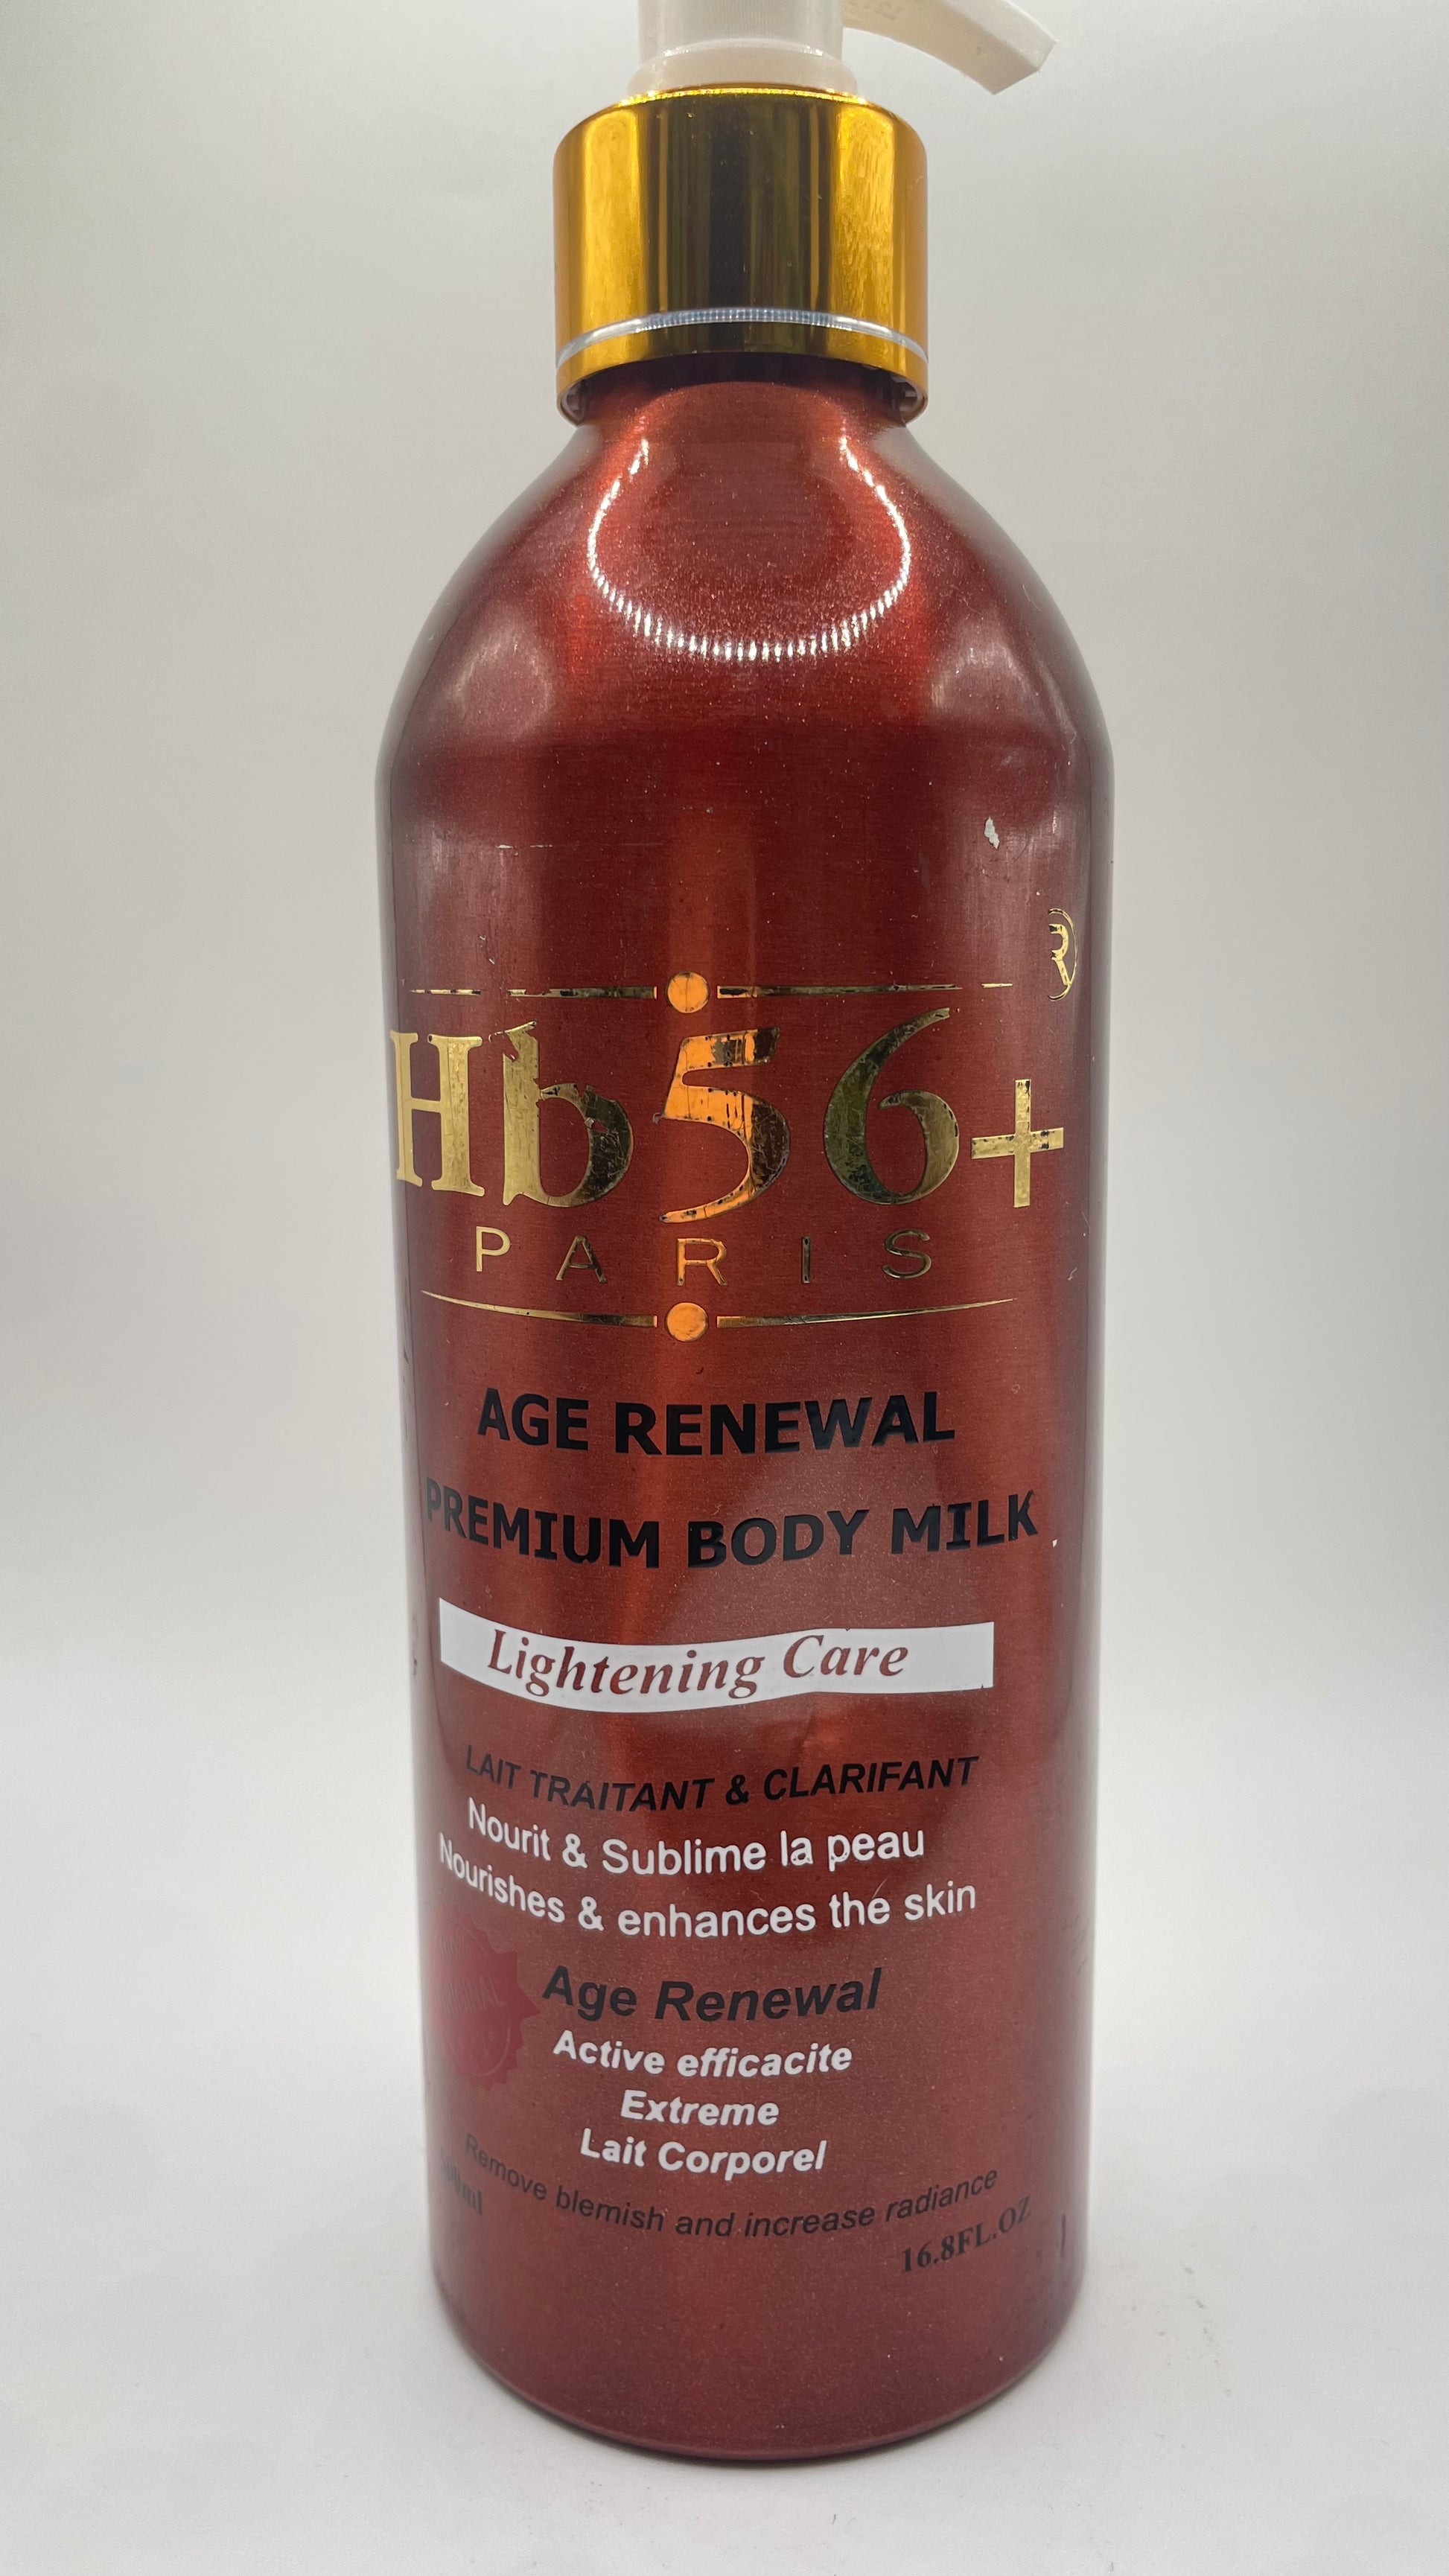 ®
Hb56+
PARIS
AGE RENEWAL
PREMIUM BODY MILK
Lightening Care
LAIT TRAITANT & CLARIFANT
Nourit & Sublime la peau
Nourishes & enhances the skin
Age Renewal
Active efficacite
Extreme
Lait Corporel
Remove blemish and increase radiance
16.8FL.OZ